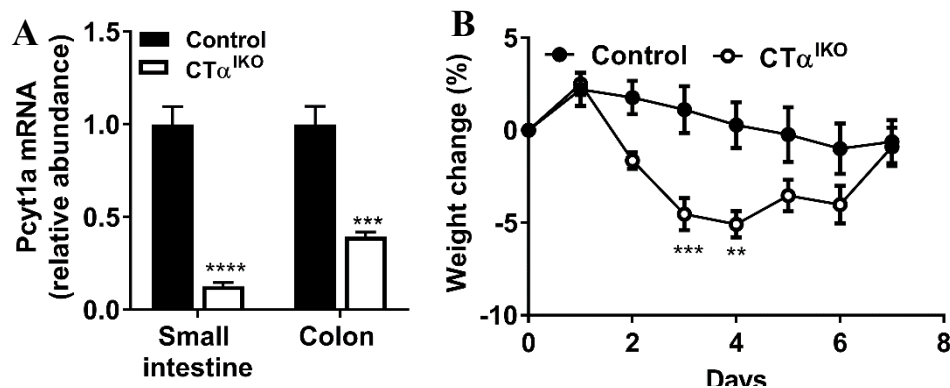 A
Pcyt1a mRNA
(relative abundance)
1.5
1.0
0.5
0.0
Control
CTα^IKO
****
***
Small
intestine
Colon
B
Weight change (%)
5
0
-5
-10
Control
CTα^IKO
***
**
0
2
4
6
8
Days